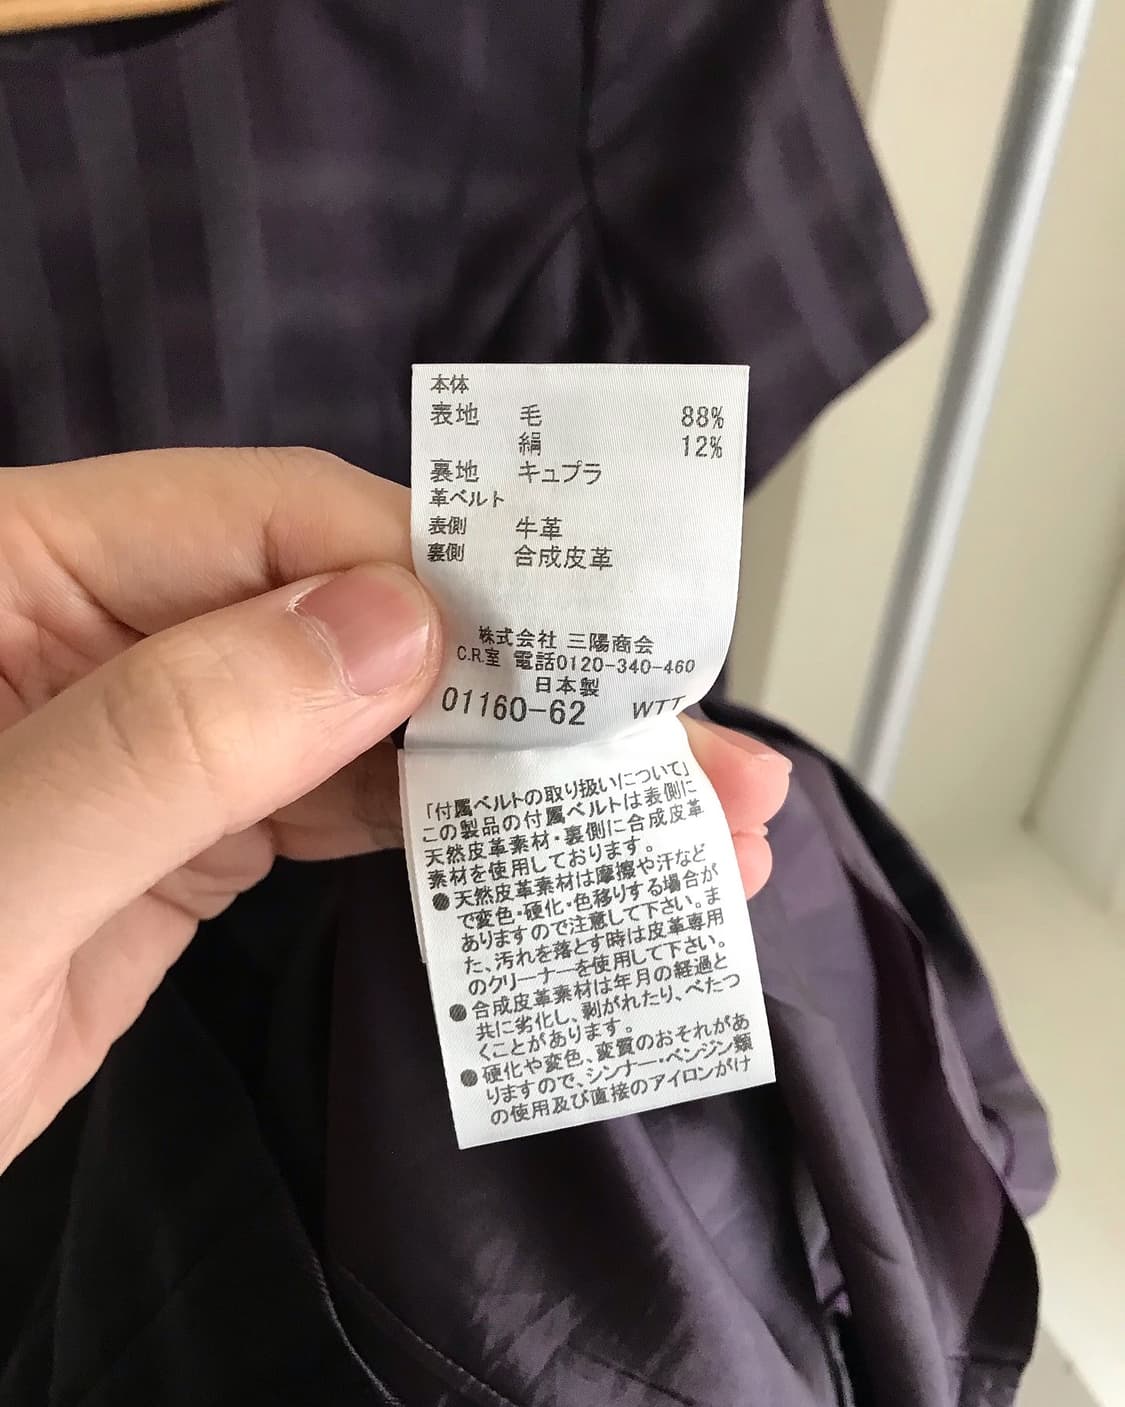 本体
表地 毛 88%
絹 12%
裏地 キュプラ
革ベルト
表側 牛革
裏側 合成皮革
株式会社 三陽商会
C.R.室 電話0120-340-460
日本製
01160-62 WTT
「付属ベルトの取り扱いについて」
この製品の付属ベルトは表側に
天然皮革素材・裏側に合成皮革
素材を使用しております。
●天然皮革素材は摩擦や汗など
で変色・硬化・色移りする場合が
ありますので注意して下さい。ま
た、汚れを落とす時は皮革専用
のクリーナーを使用して下さい。
●合成皮革素材は年月の経過と
共に劣化し、剥がれたり、べたつ
くことがあります。
●硬化や変色、変質のおそれがあ
りますので、シンナー・ベンジン類
の使用及び直接のアイロンがけ